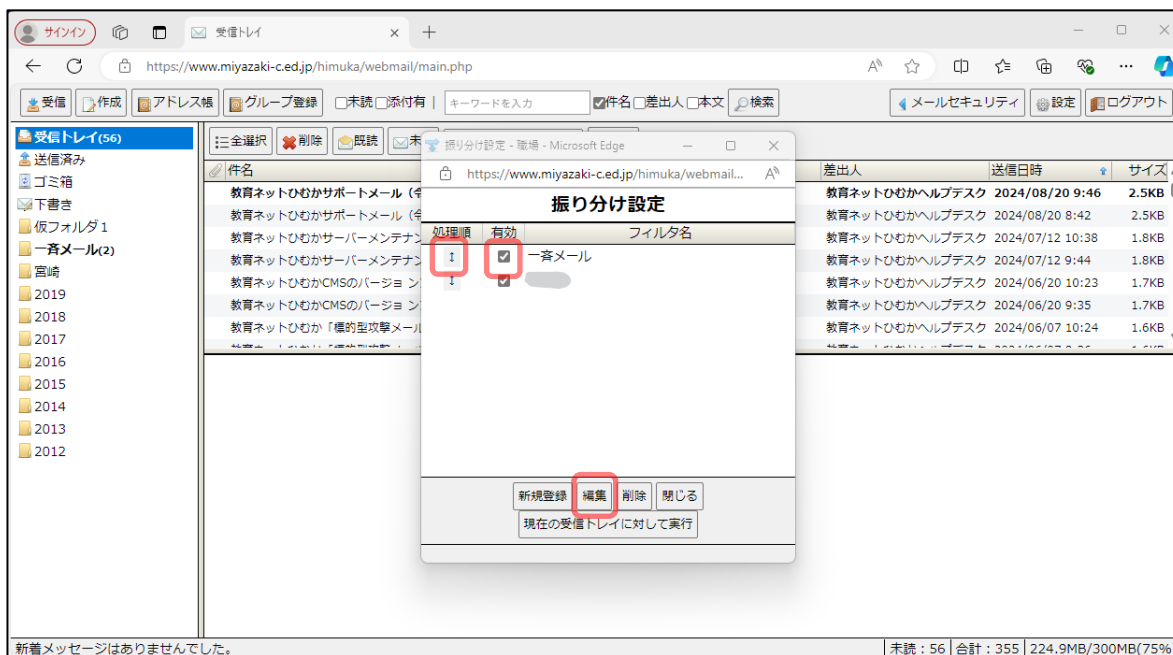 サインイン 受信トレイ
https://www.miyazaki-c.ed.jp/himuka/webmail/main.php
受信 作成 アドレス帳 グループ登録 未読 添付有 | キーワードを入力 件名 差出人 本文 検索 メールセキュリティ 設定 ログアウト
受信トレイ(56)
送信済み
ゴミ箱
下書き
仮フォルダ1
一斉メール(2)
宮崎
2019
2018
2017
2016
2015
2014
2013
2012
全選択 削除 既読
件名 差出人 送信日時 サイズ
教育ネットひむかサポートメール 教育ネットひむかヘルプデスク 2024/08/20 9:46 2.5KB
教育ネットひむかサポートメール 教育ネットひむかヘルプデスク 2024/08/20 8:42 2.5KB
教育ネットひむかサーバーメンテナン 教育ネットひむかヘルプデスク 2024/07/12 10:38 1.8KB
教育ネットひむかサーバーメンテナン 教育ネットひむかヘルプデスク 2024/07/12 9:44 1.8KB
教育ネットひむかCMSのバージョン 教育ネットひむかヘルプデスク 2024/06/20 10:23 1.7KB
教育ネットひむかCMSのバージョン 教育ネットひむかヘルプデスク 2024/06/20 9:35 1.7KB
教育ネットひむか「標的型攻撃メール 教育ネットひむかヘルプデスク 2024/06/07 10:24 1.6KB
振り分け設定 - 職場 - Microsoft Edge
https://www.miyazaki-c.ed.jp/himuka/webmail...
振り分け設定
処理順 有効 フィルタ名
↕ 一斉メール
↕
新規登録 編集 削除 閉じる
現在の受信トレイに対して実行
新着メッセージはありませんでした。 未読：56 合計：355 224.9MB/300MB(75%